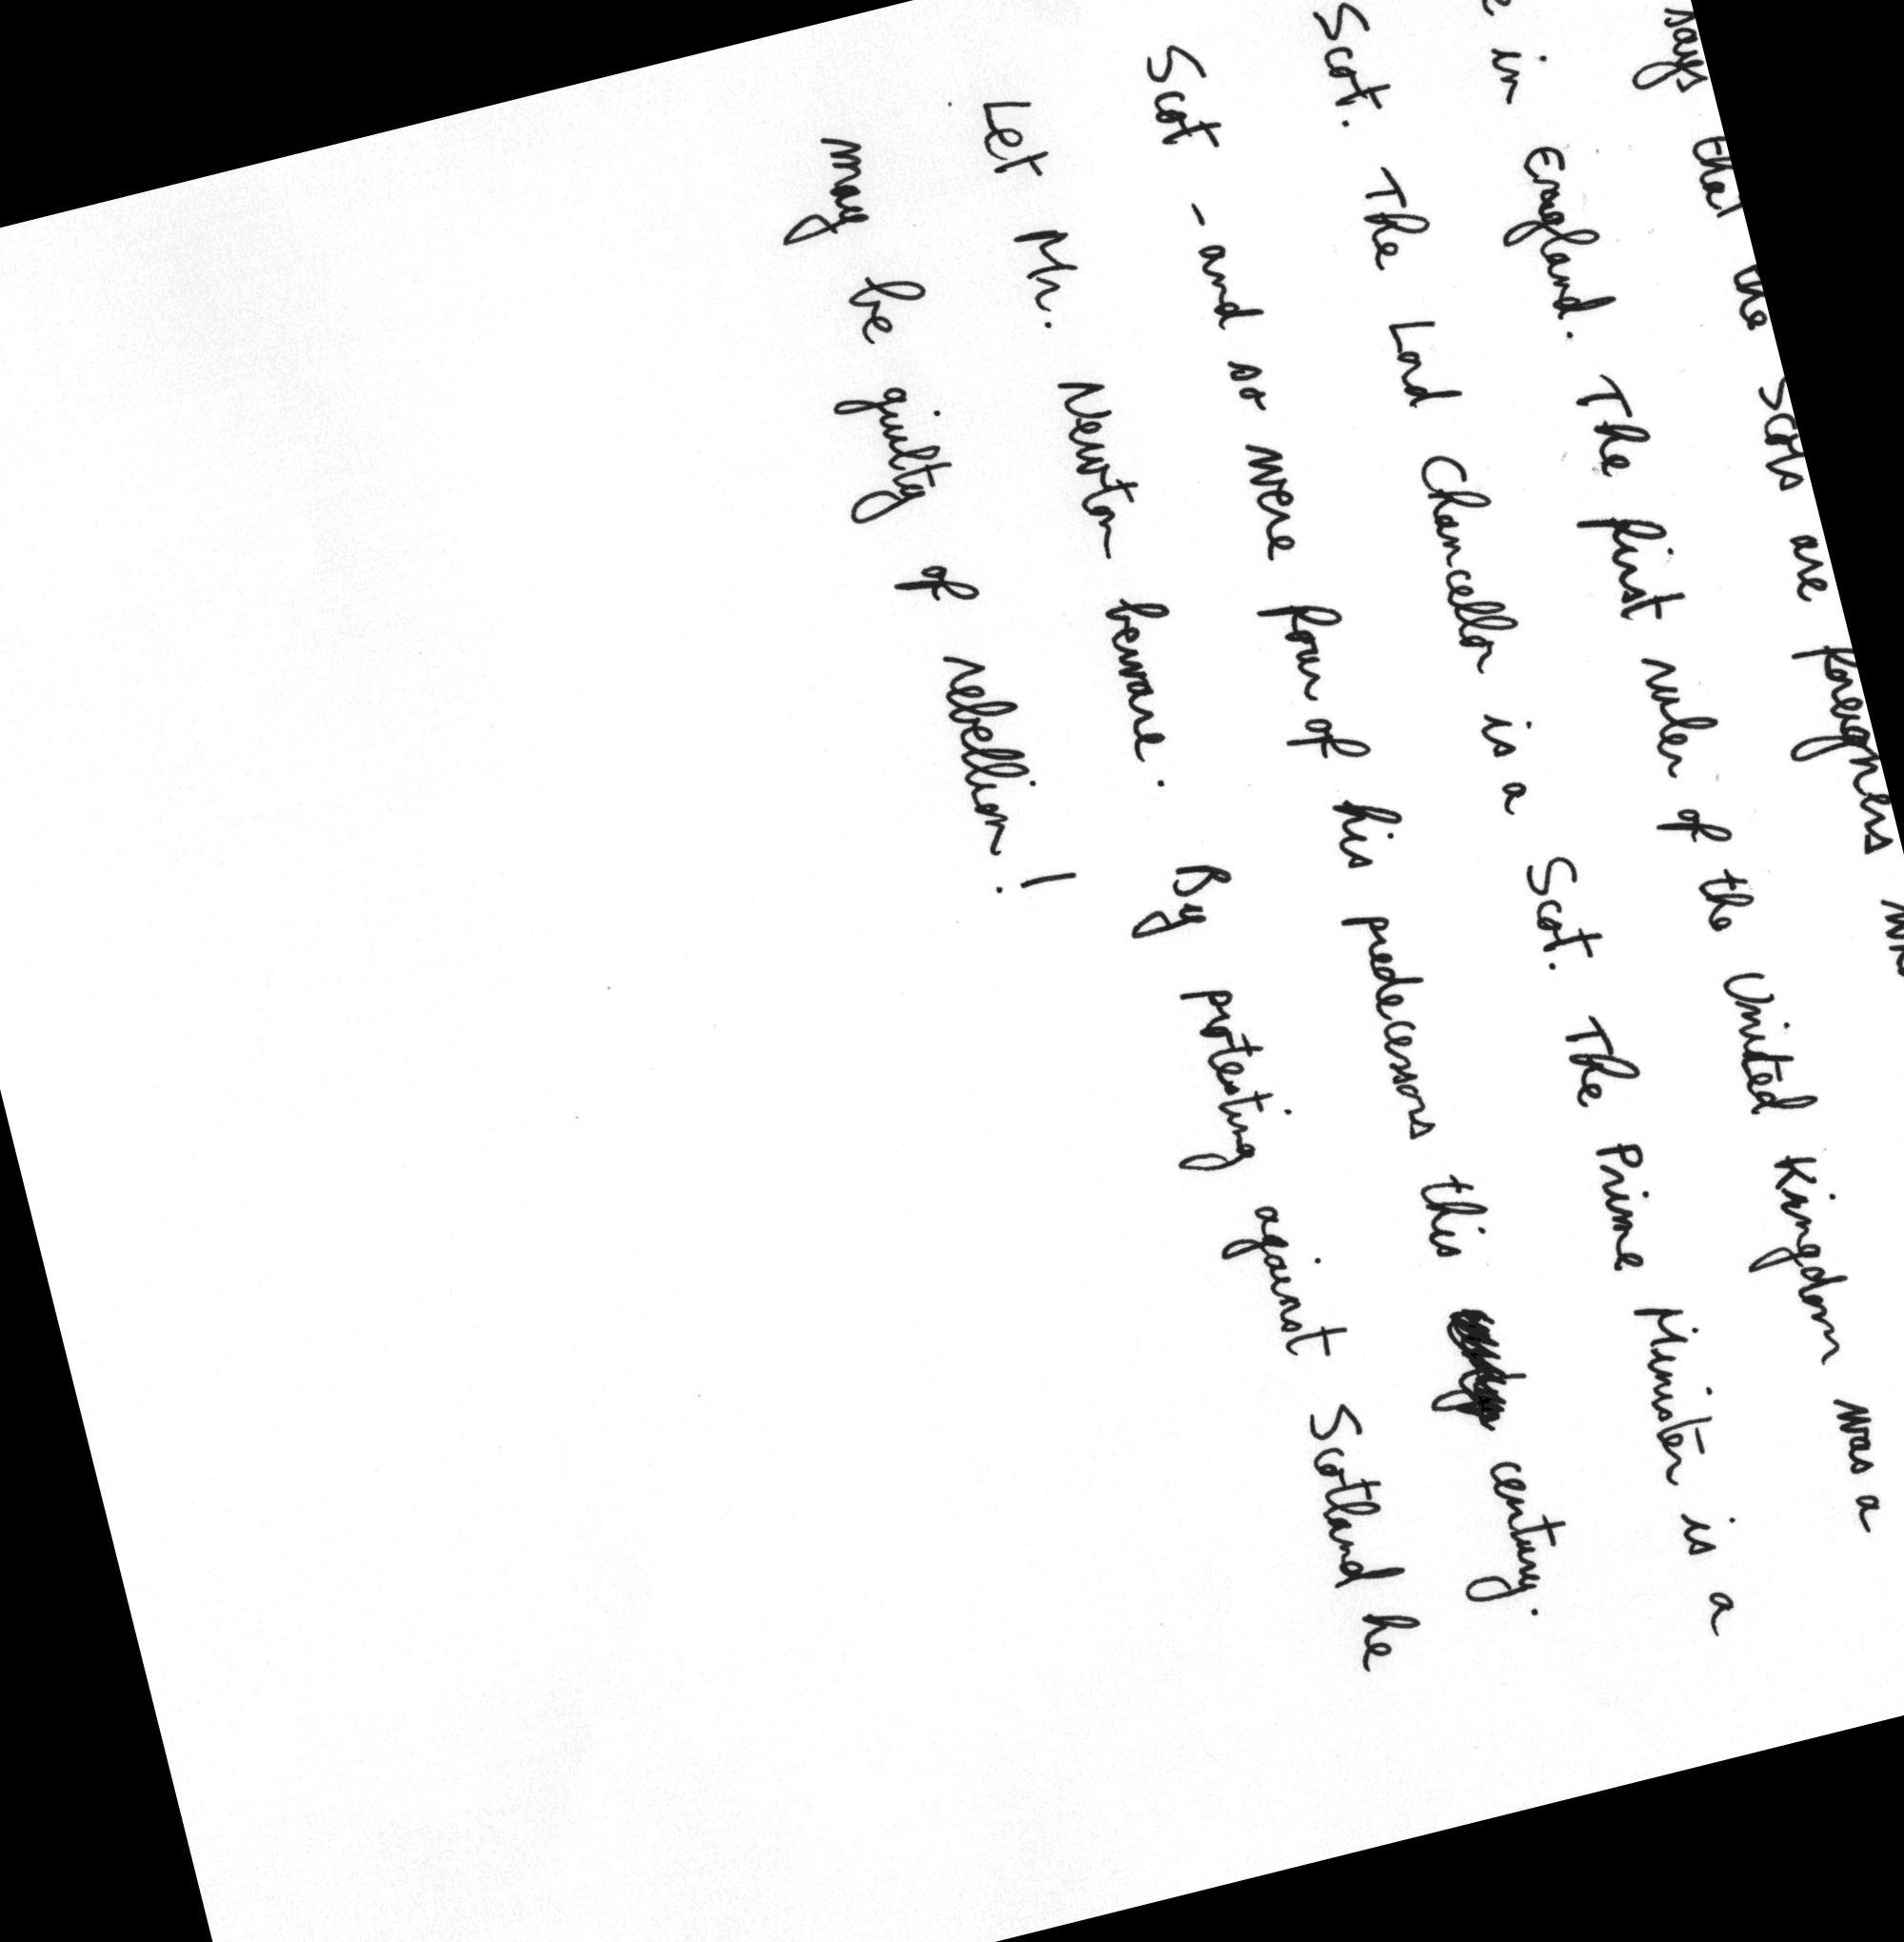 says that the Scots are foreigners
in England. The first ruler of the United Kingdom was a
Scot. The Lord Chancellor is a Scot. The Prime Minister is a
Scot - and so were four of his predecessors this century.
Let Mr. Newton beware. By protesting against Scotland he
may be guilty of rebellion!